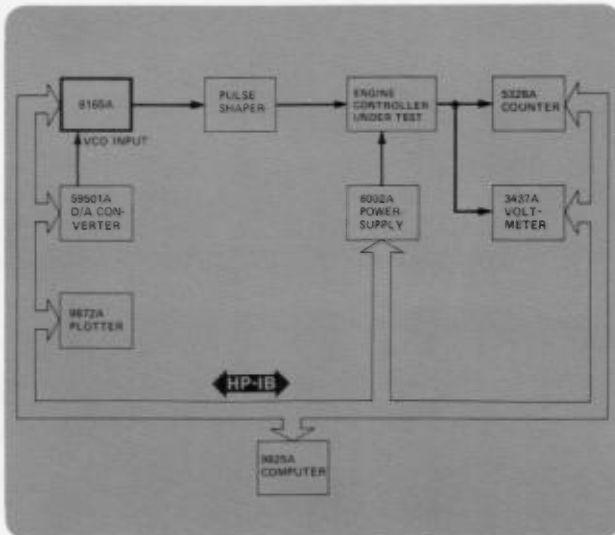 8165A
VCO INPUT
PULSE
SHAPER
ENGINE
CONTROLLER
UNDER TEST
5328A
COUNTER
59501A
D/A CON-
VERTER
6002A
POWER-
SUPPLY
3437A
VOLT-
METER
9872A
PLOTTER
HP-IB
9825A
COMPUTER